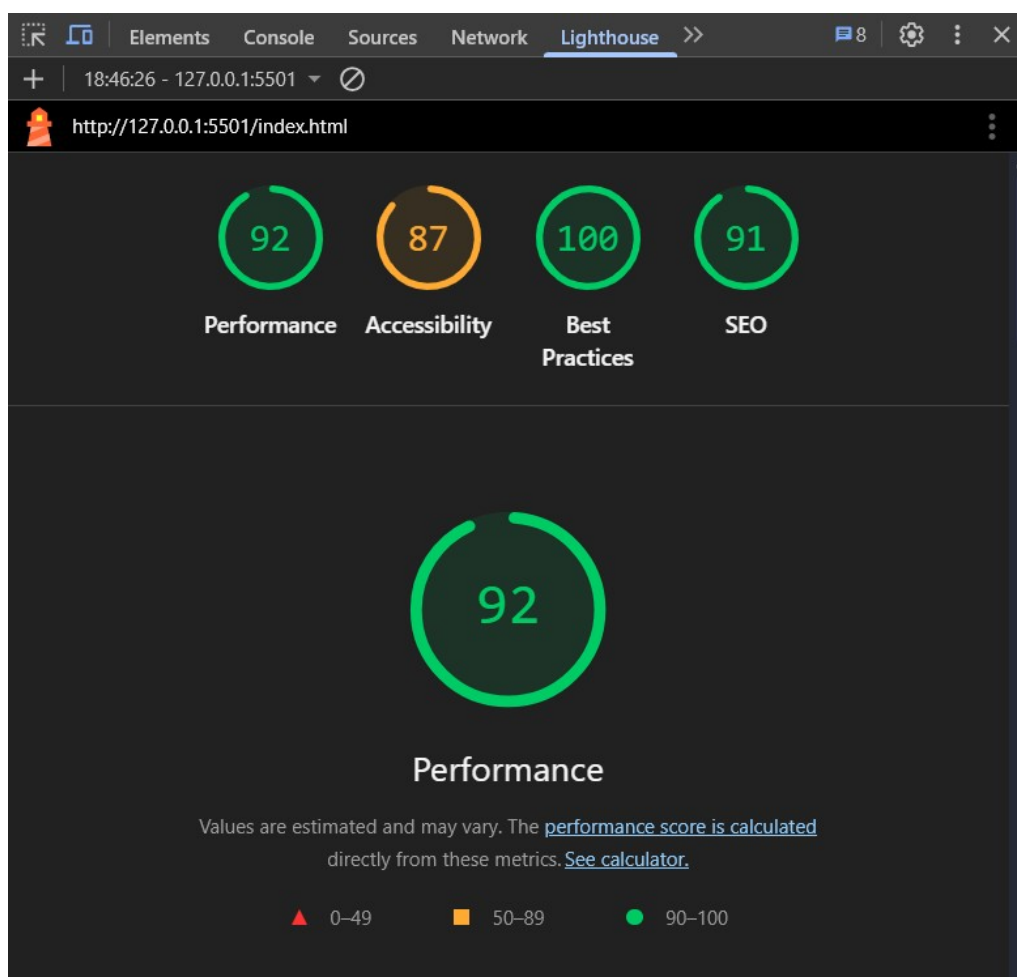 Elements Console Sources Network Lighthouse 8
18:46:26 - 127.0.0.1:5501
http://127.0.0.1:5501/index.html
92 87 100 91
Performance Accessibility Best Practices SEO
92
Performance
Values are estimated and may vary. The performance score is calculated
directly from these metrics. See calculator.
0–49 50–89 90–100